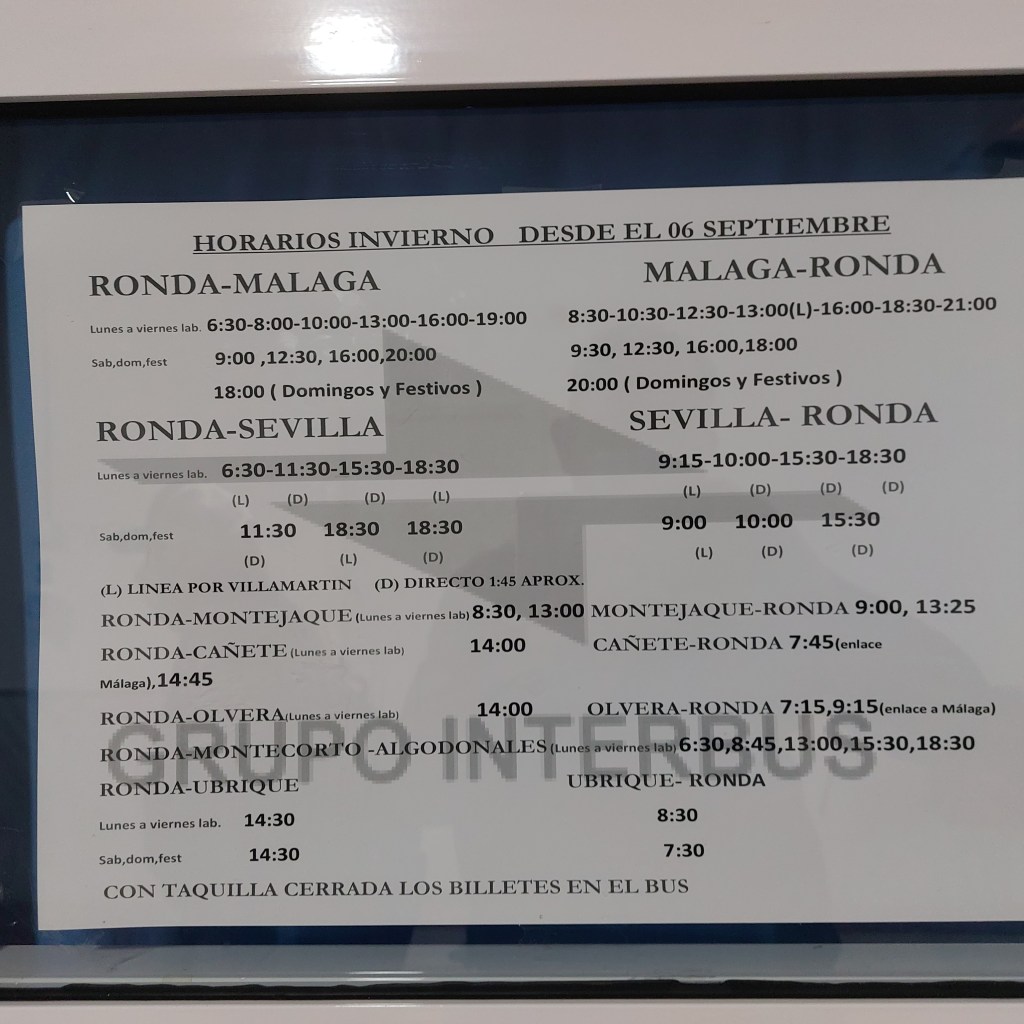 HORARIOS INVIERNO DESDE EL 06 SEPTIEMBRE
RONDA-MALAGA MALAGA-RONDA
Lunes a viernes lab. 6:30-8:00-10:00-13:00-16:00-19:00 8:30-10:30-12:30-13:00(L)-16:00-18:30-21:00
Sab,dom,fest 9:00 ,12:30, 16:00,20:00 9:30, 12:30, 16:00,18:00
18:00 ( Domingos y Festivos ) 20:00 ( Domingos y Festivos )
RONDA-SEVILLA SEVILLA- RONDA
Lunes a viernes lab. 6:30-11:30-15:30-18:30 9:15-10:00-15:30-18:30
(L) (D) (D) (L) (L) (D) (D) (D)
Sab,dom,fest 11:30 18:30 18:30 9:00 10:00 15:30
(D) (L) (D) (L) (D) (D)
(L) LINEA POR VILLAMARTIN (D) DIRECTO 1:45 APROX.
RONDA-MONTEJAQUE (Lunes a viernes lab) 8:30, 13:00 MONTEJAQUE-RONDA 9:00, 13:25
RONDA-CAÑETE (Lunes a viernes lab) 14:00 CAÑETE-RONDA 7:45(enlace
Málaga),14:45
RONDA-OLVERA(Lunes a viernes lab) 14:00 OLVERA-RONDA 7:15,9:15(enlace a Málaga)
RONDA-MONTECORTO -ALGODONALES (Lunes a viernes lab) 6:30,8:45,13:00,15:30,18:30
GRUPO INTERBUS
RONDA-UBRIQUE UBRIQUE- RONDA
Lunes a viernes lab. 14:30 8:30
Sab,dom,fest 14:30 7:30
CON TAQUILLA CERRADA LOS BILLETES EN EL BUS